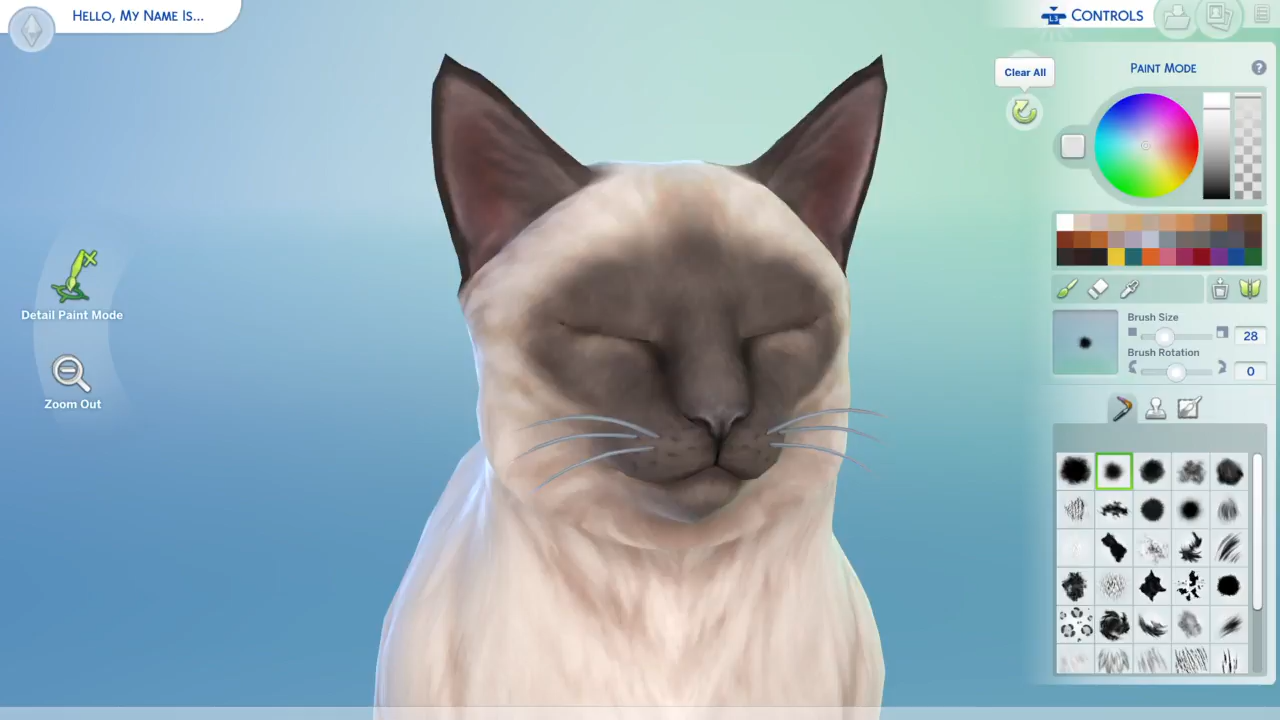 Hello, My Name Is...
L3 Controls
Clear All
Paint Mode
?
Detail Paint Mode
Brush Size
28
Brush Rotation
0
Zoom Out